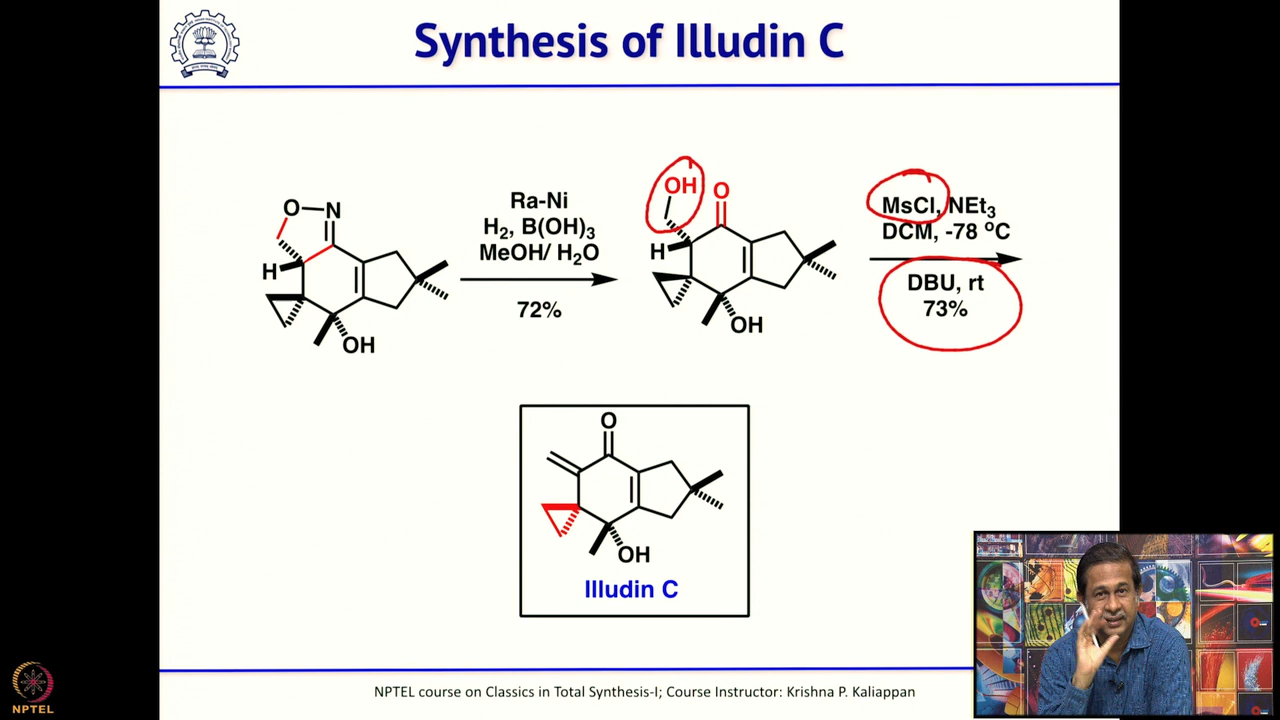 Synthesis of Illudin C
O
N
H
OH
Ra-Ni
H₂, B(OH)₃
MeOH/ H₂O
72%
OH
O
H
OH
MsCl, NEt₃
DCM, -78 ºC
DBU, rt
73%
O
OH
Illudin C
NPTEL
NPTEL course on Classics in Total Synthesis-I; Course Instructor: Krishna P. Kaliappan